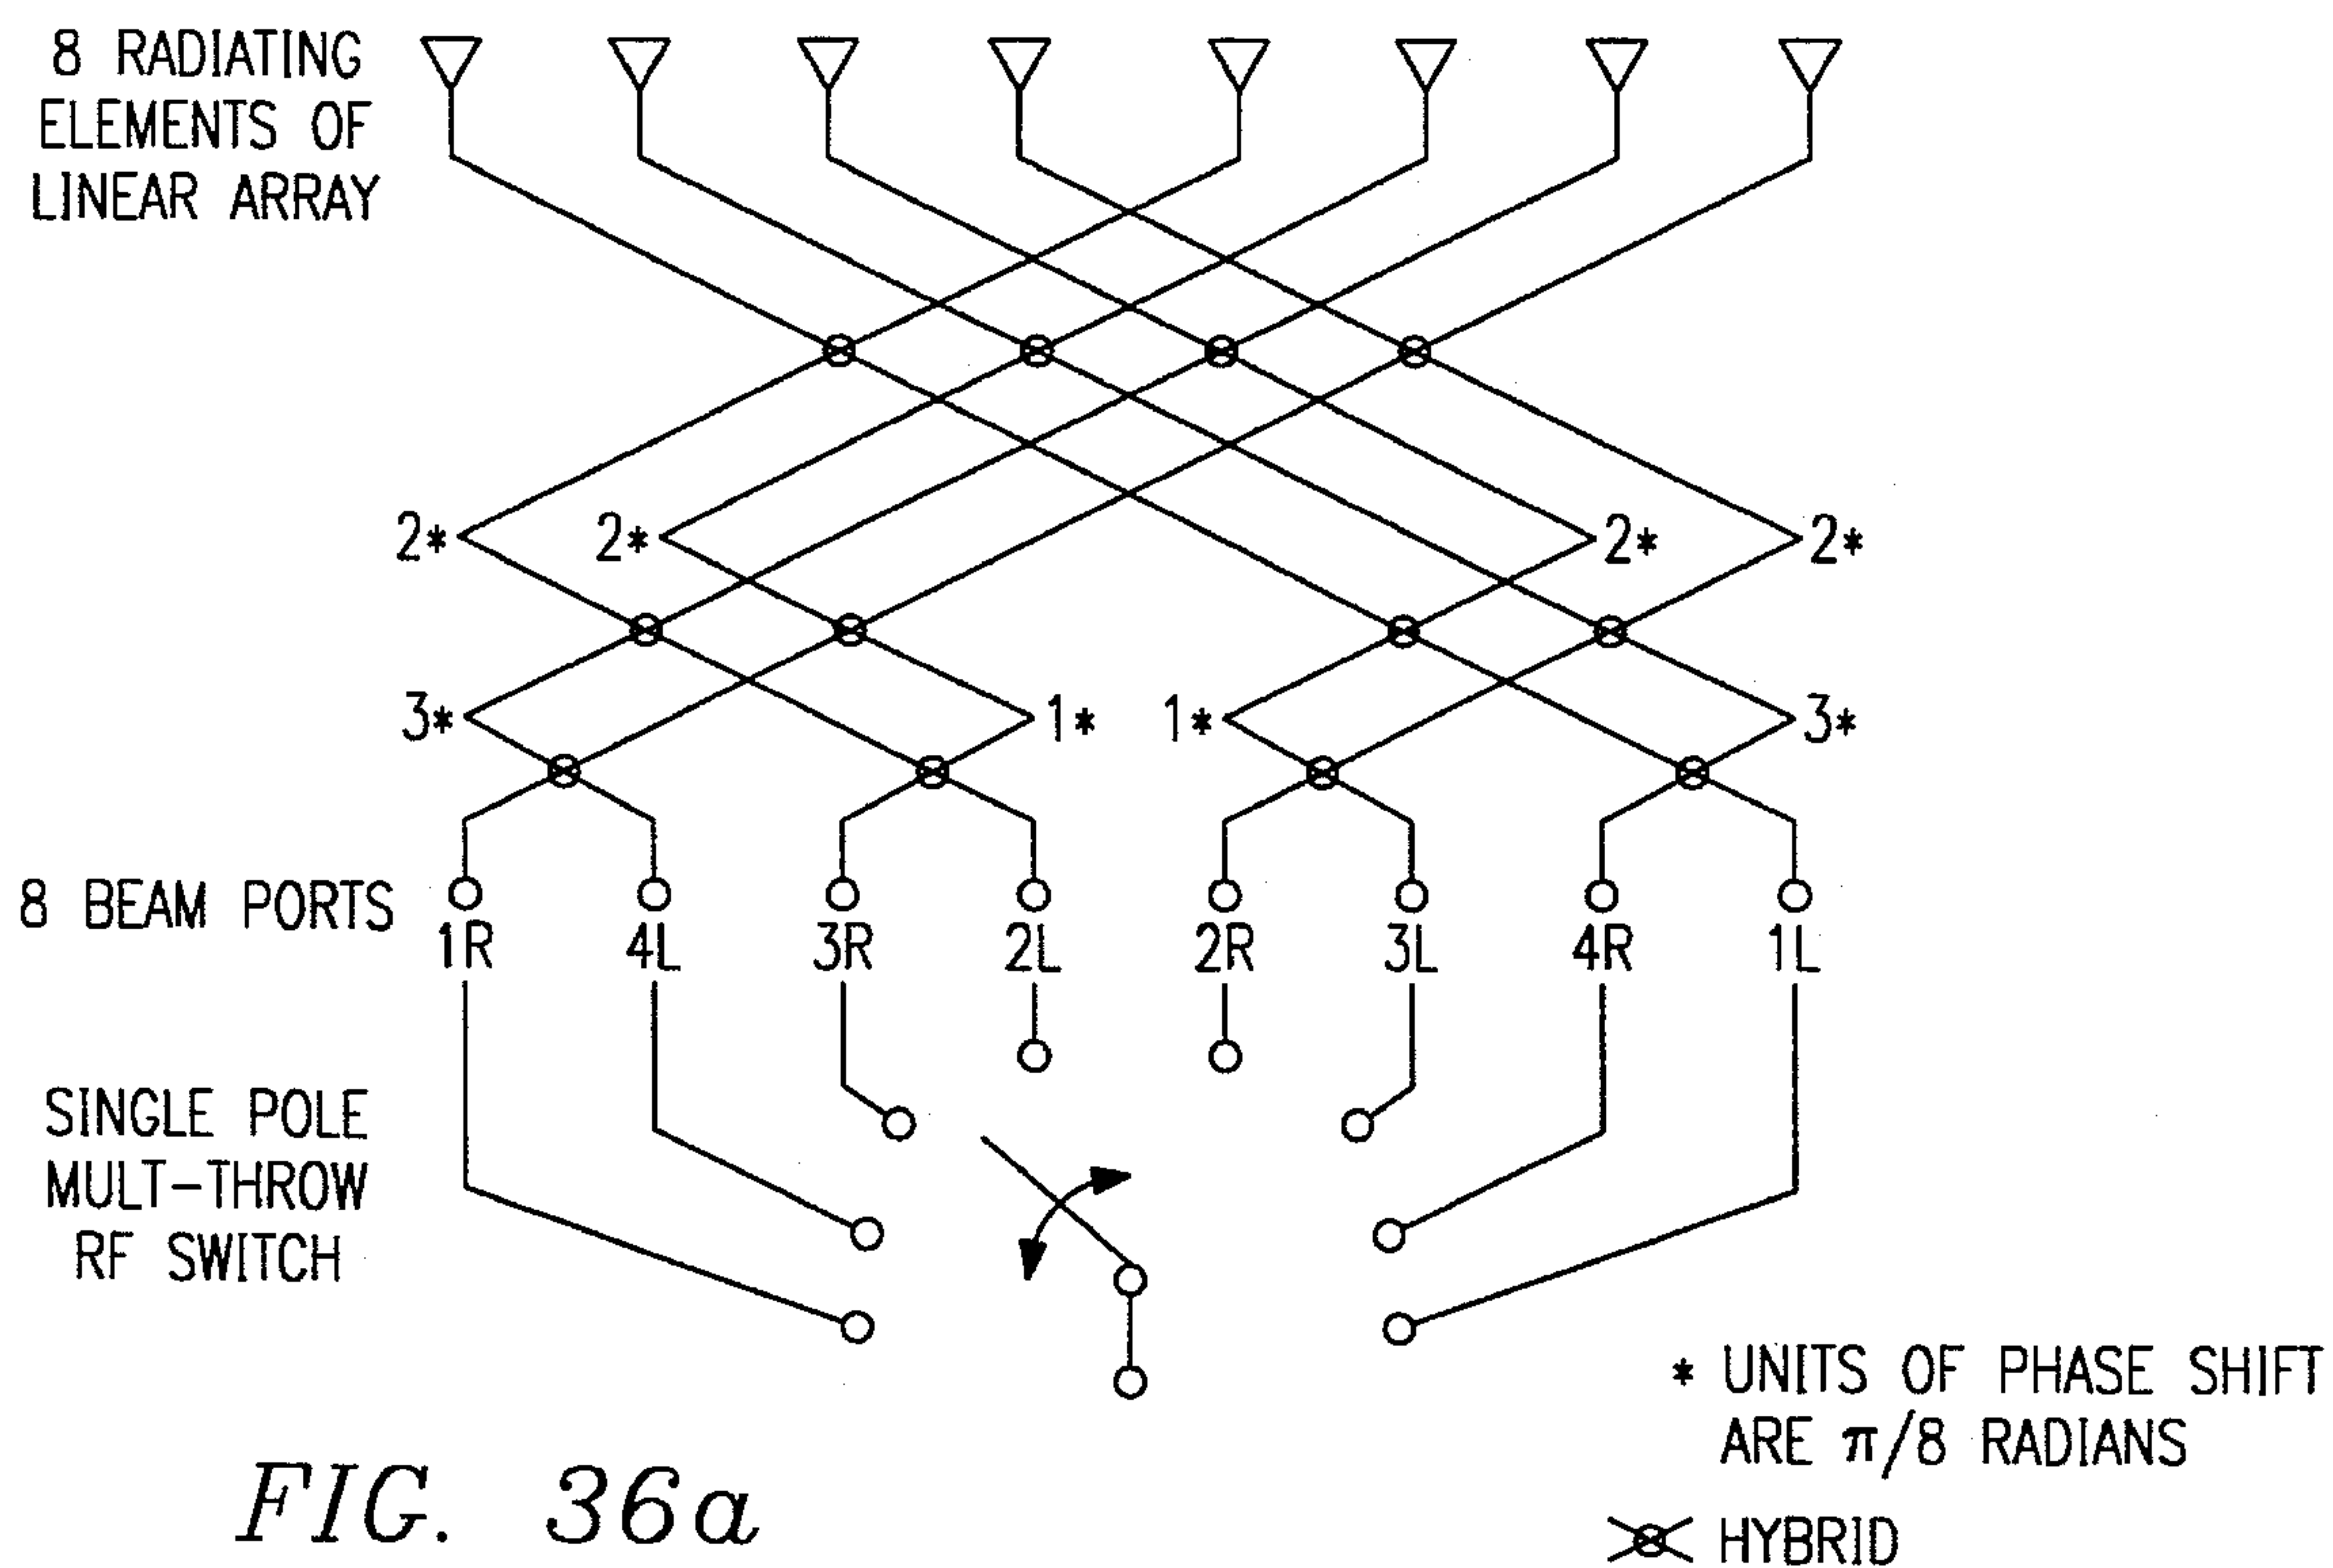 8 RADIATING
ELEMENTS OF
LINEAR ARRAY
2* 2* 2* 2*
3* 1* 1* 3*
8 BEAM PORTS
1R 4L 3R 2L 2R 3L 4R 1L
SINGLE POLE
MULT-THROW
RF SWITCH
* UNITS OF PHASE SHIFT
ARE π/8 RADIANS
HYBRID
FIG. 36a